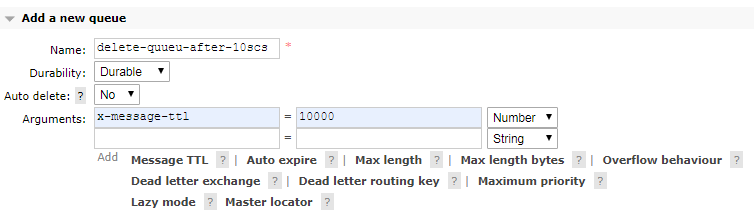 Add a new queue
Name: delete-quueu-after-10scs *
Durability: Durable
Auto delete: ? No
Arguments: x-message-ttl = 10000 Number
= String
Add Message TTL ? | Auto expire ? | Max length ? | Max length bytes ? | Overflow behaviour ?
Dead letter exchange ? | Dead letter routing key ? | Maximum priority ?
Lazy mode ? Master locator ?